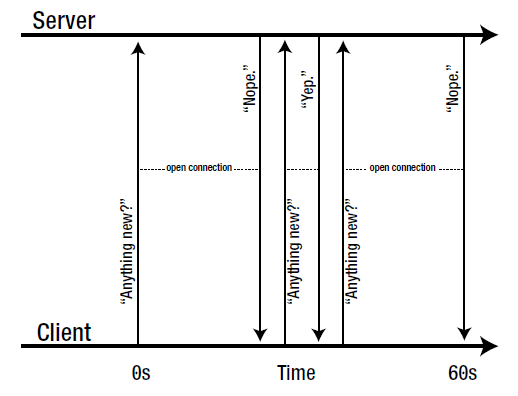 Server
“Nope.”
“Yep.”
“Nope.”
open connection
open connection
“Anything new?”
“Anything new?”
“Anything new?”
Client
0s
Time
60s